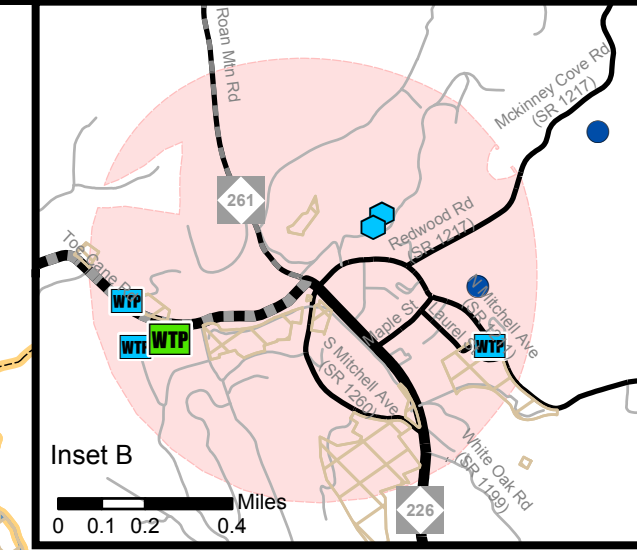 Roan Mtn Rd
Mckinney Cove Rd
(SR 1217)
261
Redwood Rd
(SR 1217)
Toe Cane
WTP
WTP
WTP
Maple St
Laurel
N Mitchell Ave
WTP
S Mitchell Ave
(SR 1260)
White Oak Rd
(SR 1199)
Inset B
Miles
0 0.1 0.2 0.4
226